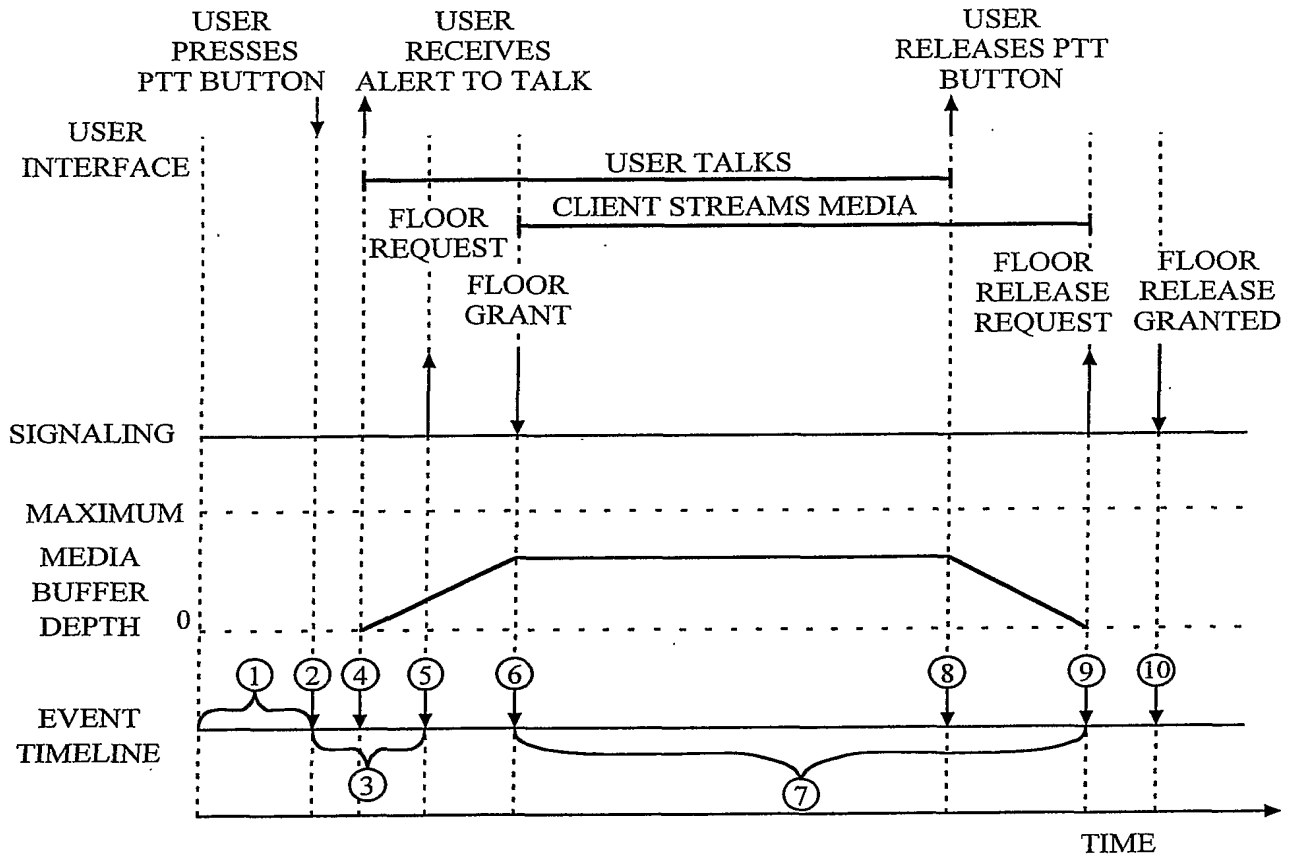 USER
PRESSES
PTT BUTTON
USER
RECEIVES
ALERT TO TALK
USER
RELEASES PTT
BUTTON
USER
INTERFACE
USER TALKS
CLIENT STREAMS MEDIA
FLOOR
REQUEST
FLOOR
GRANT
FLOOR
RELEASE
REQUEST
FLOOR
RELEASE
GRANTED
SIGNALING
MAXIMUM
MEDIA
BUFFER
DEPTH
0
1
2
4
5
6
8
9
10
EVENT
TIMELINE
3
7
TIME